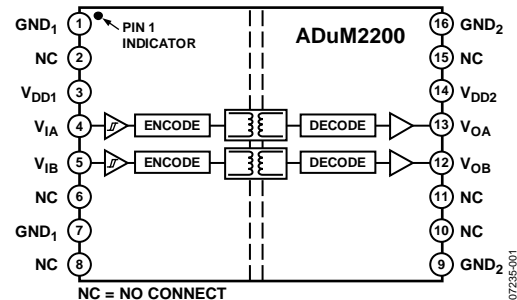 GND1 1 PIN 1 INDICATOR ADuM2200 16 GND2
NC 2 15 NC
VDD1 3 14 VDD2
VIA 4 ENCODE DECODE 13 VOA
VIB 5 ENCODE DECODE 12 VOB
NC 6 11 NC
GND1 7 10 NC
NC 8 9 GND2
NC = NO CONNECT
07235-001